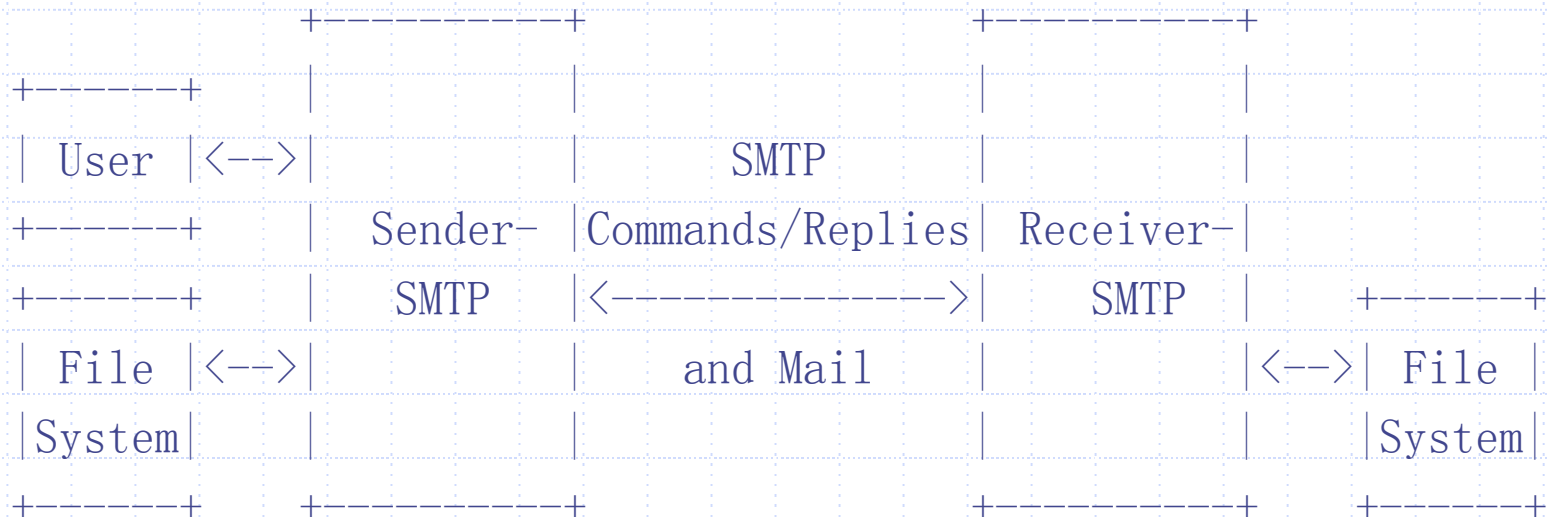 +----------+                +----------+
+------+    |          |                |          |
| User |<-->|          |      SMTP      |          |
+------+    |  Sender- |Commands/Replies| Receiver-|
+------+    |   SMTP   |<-------------->|    SMTP  |    +------+
| File |<-->|          |    and Mail    |          |<-->| File |
|System|    |          |                |          |    |System|
+------+    +----------+                +----------+    +------+